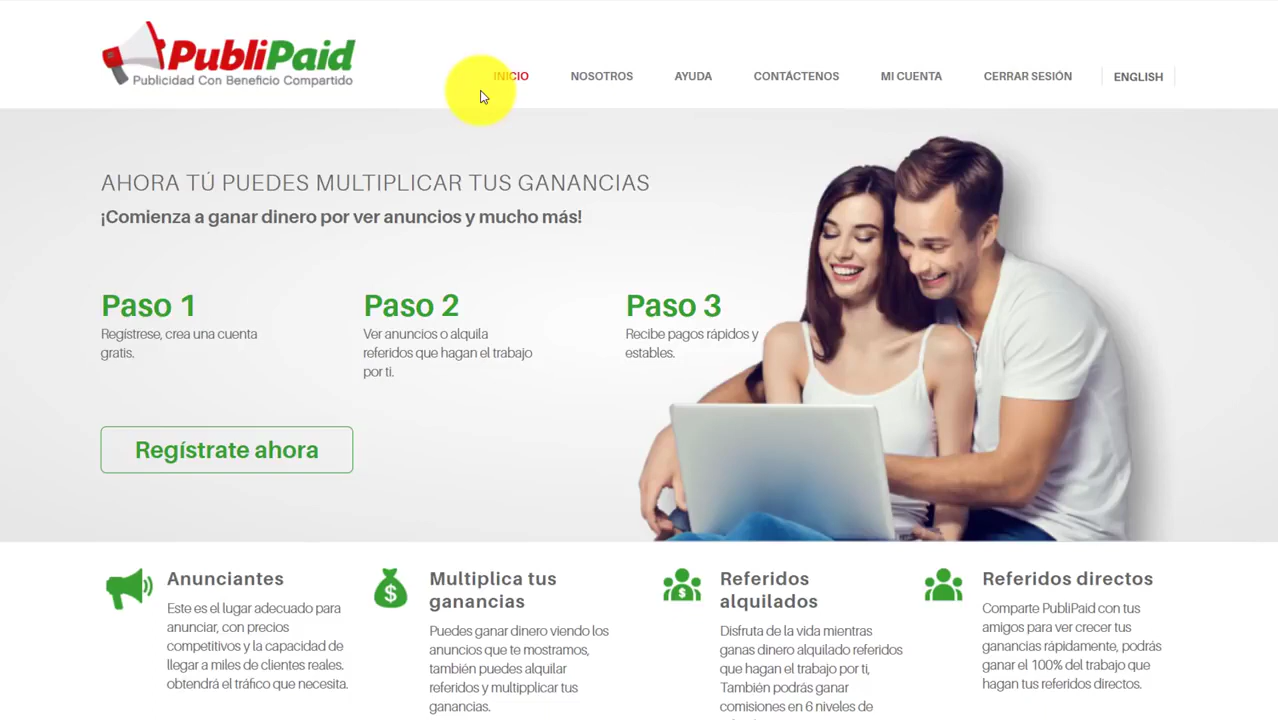 PubliPaid
Publicidad Con Beneficio Compartido
INICIO
NOSOTROS
AYUDA
CONTÁCTENOS
MI CUENTA
CERRAR SESIÓN
ENGLISH
AHORA TÚ PUEDES MULTIPLICAR TUS GANANCIAS
¡Comienza a ganar dinero por ver anuncios y mucho más!
Paso 1
Regístrese, crea una cuenta
gratis.
Paso 2
Ver anuncios o alquila
referidos que hagan el trabajo
por ti.
Paso 3
Recibe pagos rápidos y
estables.
Regístrate ahora
Anunciantes
Este es el lugar adecuado para
anunciar, con precios
competitivos y la capacidad de
llegar a miles de clientes reales.
obtendrá el tráfico que necesita.
Multiplica tus
ganancias
Puedes ganar dinero viendo los
anuncios que te mostramos,
también puedes alquilar
referidos y multipplicar tus
ganancias.
Referidos
alquilados
Disfruta de la vida mientras
ganas dinero alquilado referidos
que hagan el trabajo por ti,
También podrás ganar
comisiones en 6 niveles de
Referidos directos
Comparte PubliPaid con tus
amigos para ver crecer tus
ganancias rápidamente, podrás
ganar el 100% del trabajo que
hagan tus referidos directos.